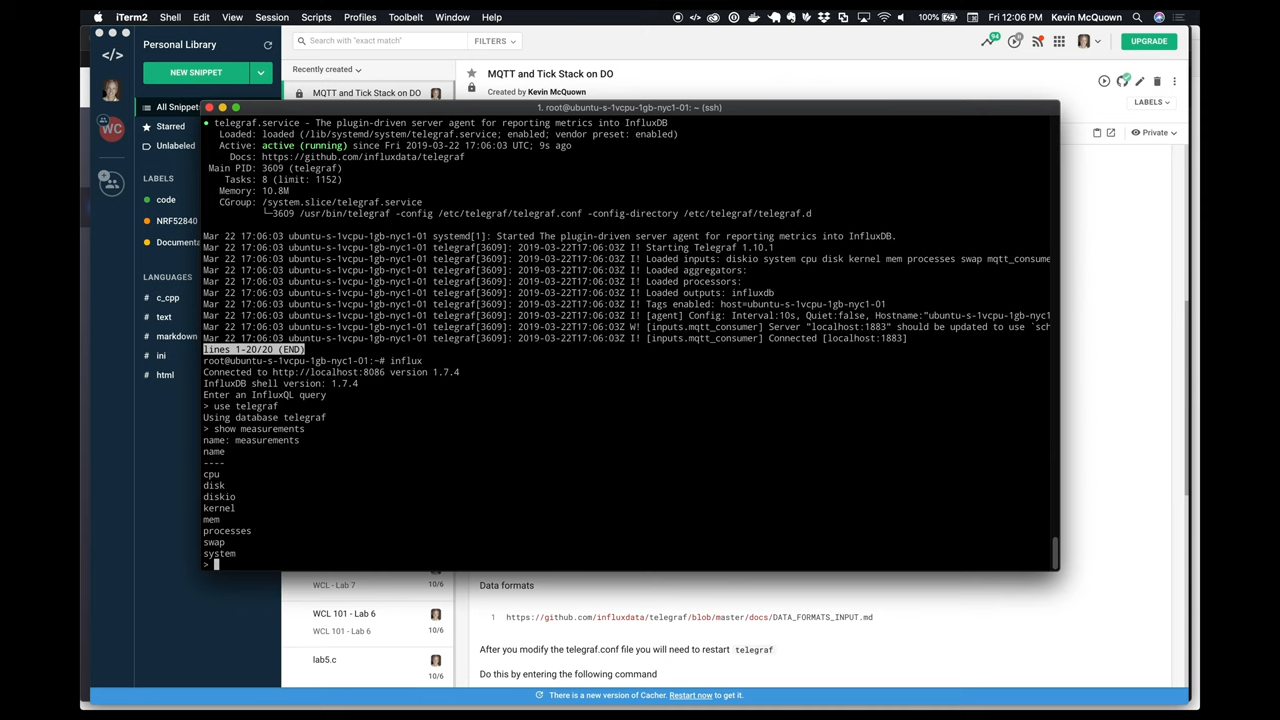 iTerm2 Shell Edit View Session Scripts Profiles Toolbelt Window Help
100% Fri 12:06 PM Kevin McQuown
Personal Library
Search with "exact match"
FILTERS
94
UPGRADE
NEW SNIPPET
Recently created
MQTT and Tick Stack on DO
Created by Kevin McQuown
MQTT and Tick Stack on DO
LABELS
Private
All Snippets
Starred
WC
Unlabeled
LABELS
code
NRF52840
LANGUAGES
# c_cpp
# text
# markdown
# ini
# html
1. root@ubuntu-s-1vcpu-1gb-nyc1-01: ~ (ssh)
● telegraf.service - The plugin-driven server agent for reporting metrics into InfluxDB
Loaded: loaded (/lib/systemd/system/telegraf.service; enabled; vendor preset: enabled)
Active: active (running) since Fri 2019-03-22 17:06:03 UTC; 9s ago
Docs: https://github.com/influxdata/telegraf
Main PID: 3609 (telegraf)
Tasks: 8 (limit: 1152)
Memory: 10.8M
CGroup: /system.slice/telegraf.service
└─3609 /usr/bin/telegraf -config /etc/telegraf/telegraf.conf -config-directory /etc/telegraf/telegraf.d
Mar 22 17:06:03 ubuntu-s-1vcpu-1gb-nyc1-01 systemd[1]: Started The plugin-driven server agent for reporting metrics into InfluxDB.
Mar 22 17:06:03 ubuntu-s-1vcpu-1gb-nyc1-01 telegraf[3609]: 2019-03-22T17:06:03Z I! Starting Telegraf 1.10.1
Mar 22 17:06:03 ubuntu-s-1vcpu-1gb-nyc1-01 telegraf[3609]: 2019-03-22T17:06:03Z I! Loaded inputs: diskio system cpu disk kernel mem processes swap mqtt_consume
Mar 22 17:06:03 ubuntu-s-1vcpu-1gb-nyc1-01 telegraf[3609]: 2019-03-22T17:06:03Z I! Loaded aggregators:
Mar 22 17:06:03 ubuntu-s-1vcpu-1gb-nyc1-01 telegraf[3609]: 2019-03-22T17:06:03Z I! Loaded processors:
Mar 22 17:06:03 ubuntu-s-1vcpu-1gb-nyc1-01 telegraf[3609]: 2019-03-22T17:06:03Z I! Loaded outputs: influxdb
Mar 22 17:06:03 ubuntu-s-1vcpu-1gb-nyc1-01 telegraf[3609]: 2019-03-22T17:06:03Z I! Tags enabled: host=ubuntu-s-1vcpu-1gb-nyc1-01
Mar 22 17:06:03 ubuntu-s-1vcpu-1gb-nyc1-01 telegraf[3609]: 2019-03-22T17:06:03Z I! [agent] Config: Interval:10s, Quiet:false, Hostname:"ubuntu-s-1vcpu-1gb-nyc1
Mar 22 17:06:03 ubuntu-s-1vcpu-1gb-nyc1-01 telegraf[3609]: 2019-03-22T17:06:03Z W! [inputs.mqtt_consumer] Server "localhost:1883" should be updated to use `sch
Mar 22 17:06:03 ubuntu-s-1vcpu-1gb-nyc1-01 telegraf[3609]: 2019-03-22T17:06:03Z I! [inputs.mqtt_consumer] Connected [localhost:1883]
lines 1-20/20 (END)
root@ubuntu-s-1vcpu-1gb-nyc1-01:~# influx
Connected to http://localhost:8086 version 1.7.4
InfluxDB shell version: 1.7.4
Enter an InfluxQL query
> use telegraf
Using database telegraf
> show measurements
name: measurements
name
----
cpu
disk
diskio
kernel
mem
processes
swap
system
>
WCL - Lab 7
10/6
WCL 101 - Lab 6
WCL 101 - Lab 6
10/6
lab5.c
10/6
Data formats
1 https://github.com/influxdata/telegraf/blob/master/docs/DATA_FORMATS_INPUT.md
After you modify the telegraf.conf file you will need to restart telegraf
Do this by entering the following command
There is a new version of Cacher. Restart now to get it.